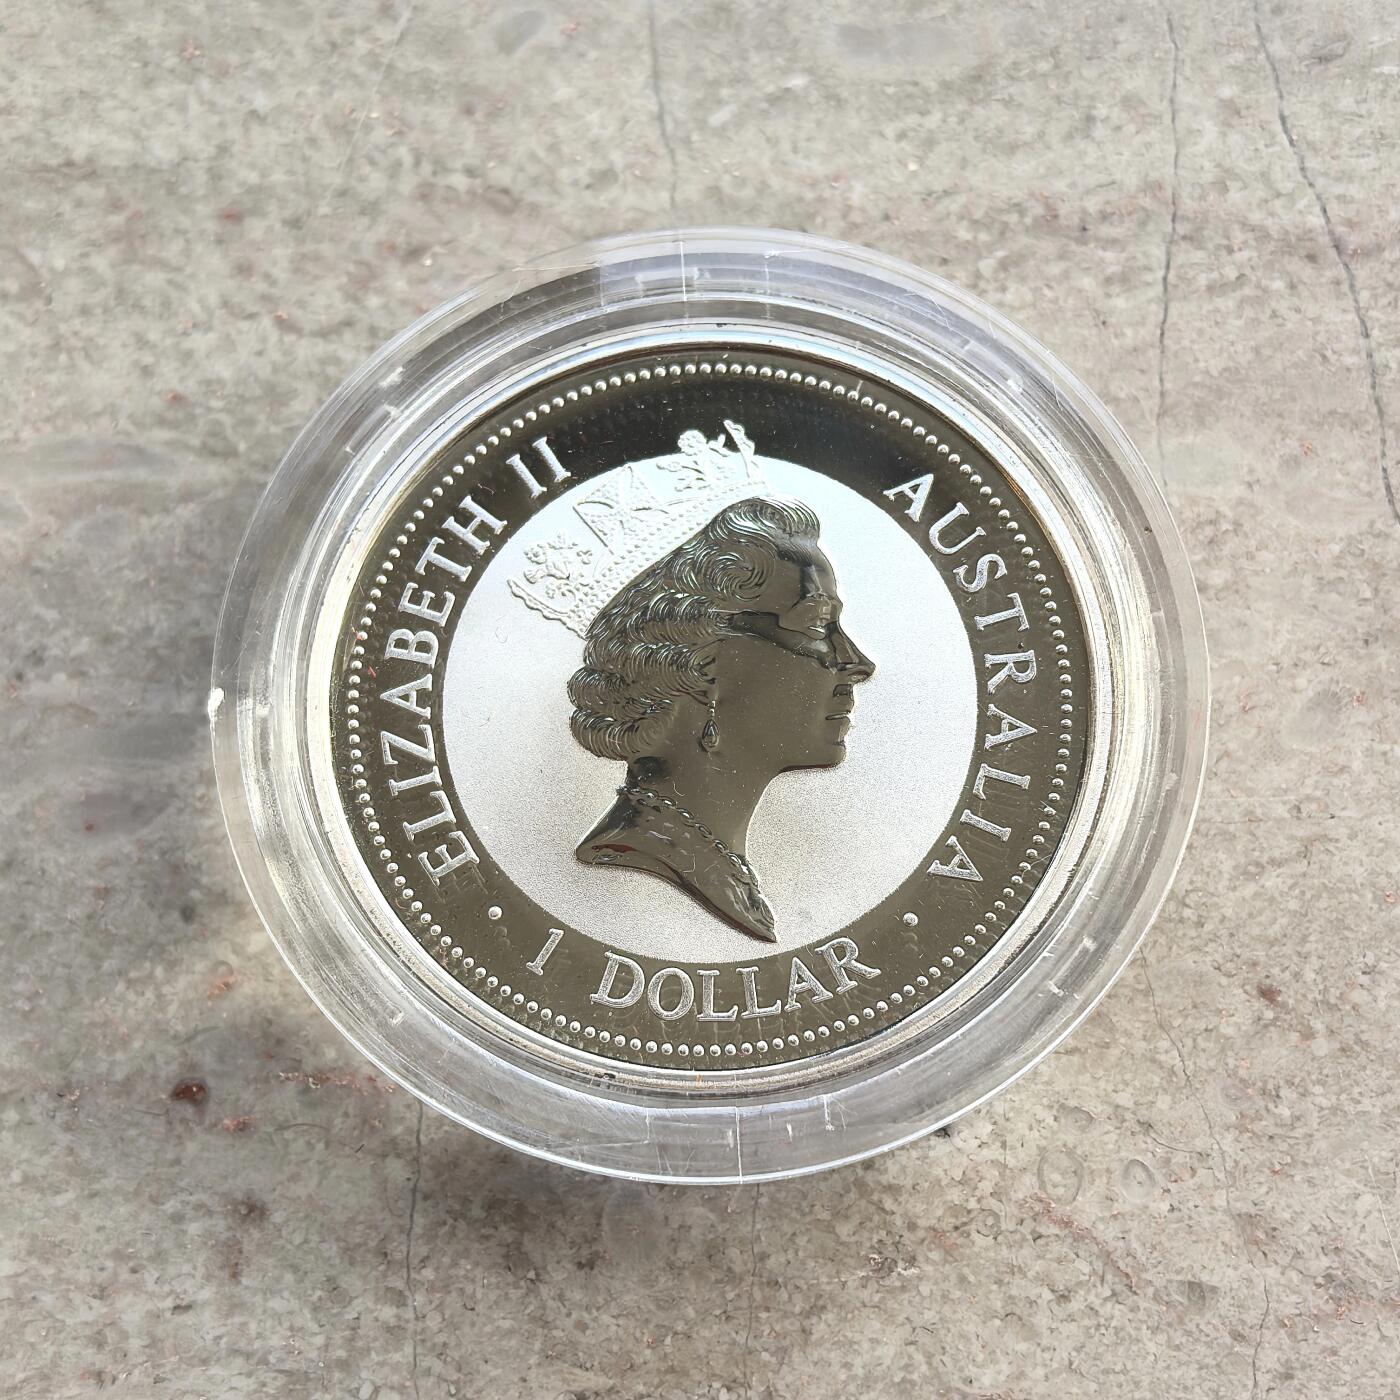 ELIZABETH II
AUSTRALIA
· 1 DOLLAR ·